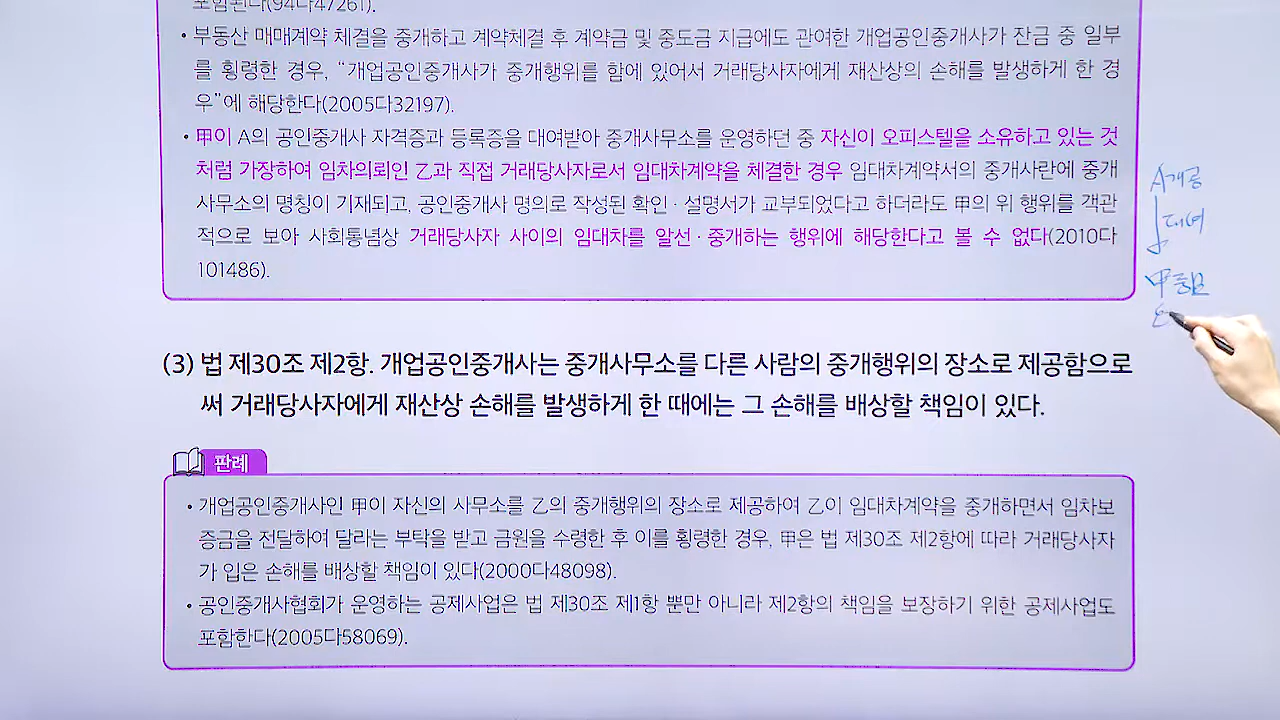 포함된다(94다47261).
• 부동산 매매계약 체결을 중개하고 계약체결 후 계약금 및 중도금 지급에도 관여한 개업공인중개사가 잔금 중 일부
를 횡령한 경우, “개업공인중개사가 중개행위를 함에 있어서 거래당사자에게 재산상의 손해를 발생하게 한 경
우”에 해당한다(2005다32197).
• 甲이 A의 공인중개사 자격증과 등록증을 대여받아 중개사무소를 운영하던 중 자신이 오피스텔을 소유하고 있는 것
처럼 가장하여 임차의뢰인 乙과 직접 거래당사자로서 임대차계약을 체결한 경우 임대차계약서의 중개사란에 중개
사무소의 명칭이 기재되고, 공인중개사 명의로 작성된 확인·설명서가 교부되었다고 하더라도 甲의 위 행위를 객관
적으로 보아 사회통념상 거래당사자 사이의 임대차를 알선·중개하는 행위에 해당한다고 볼 수 없다(2010다
101486).
A개공
대여
甲
(3) 법 제30조 제2항. 개업공인중개사는 중개사무소를 다른 사람의 중개행위의 장소로 제공함으로
써 거래당사자에게 재산상 손해를 발생하게 한 때에는 그 손해를 배상할 책임이 있다.
판례
• 개업공인중개사인 甲이 자신의 사무소를 乙의 중개행위의 장소로 제공하여 乙이 임대차계약을 중개하면서 임차보
증금을 전달하여 달라는 부탁을 받고 금원을 수령한 후 이를 횡령한 경우, 甲은 법 제30조 제2항에 따라 거래당사자
가 입은 손해를 배상할 책임이 있다(2000다48098).
• 공인중개사협회가 운영하는 공제사업은 법 제30조 제1항 뿐만 아니라 제2항의 책임을 보장하기 위한 공제사업도
포함한다(2005다58069).